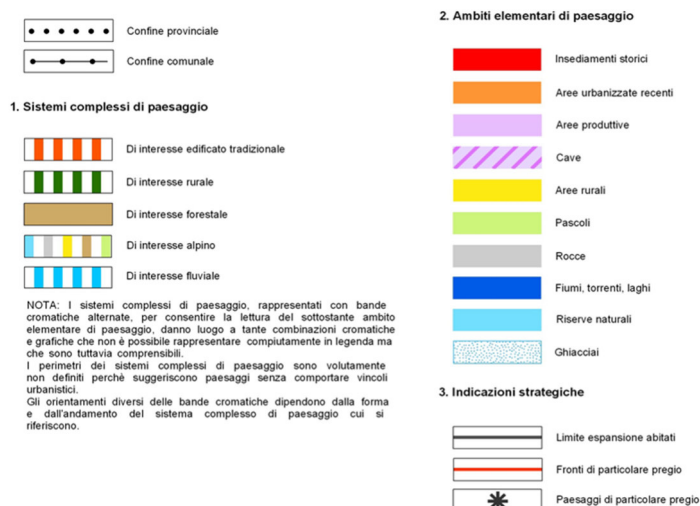 Confine provinciale
Confine comunale
1. Sistemi complessi di paesaggio
Di interesse edificato tradizionale
Di interesse rurale
Di interesse forestale
Di interesse alpino
Di interesse fluviale
NOTA: I sistemi complessi di paesaggio, rappresentati con bande
cromatiche alternate, per consentire la lettura del sottostante ambito
elementare di paesaggio, danno luogo a tante combinazioni cromatiche
e grafiche che non è possibile rappresentare compiutamente in legenda ma
che sono tuttavia comprensibili.
I perimetri dei sistemi complessi di paesaggio sono volutamente
non definiti perchè suggeriscono paesaggi senza comportare vincoli
urbanistici.
Gli orientamenti diversi delle bande cromatiche dipendono dalla forma
e dall'andamento del sistema complesso di paesaggio cui si
riferiscono.
2. Ambiti elementari di paesaggio
Insediamenti storici
Aree urbanizzate recenti
Aree produttive
Cave
Aree rurali
Pascoli
Rocce
Fiumi, torrenti, laghi
Riserve naturali
Ghiacciai
3. Indicazioni strategiche
Limite espansione abitati
Fronti di particolare pregio
Paesaggi di particolare pregio